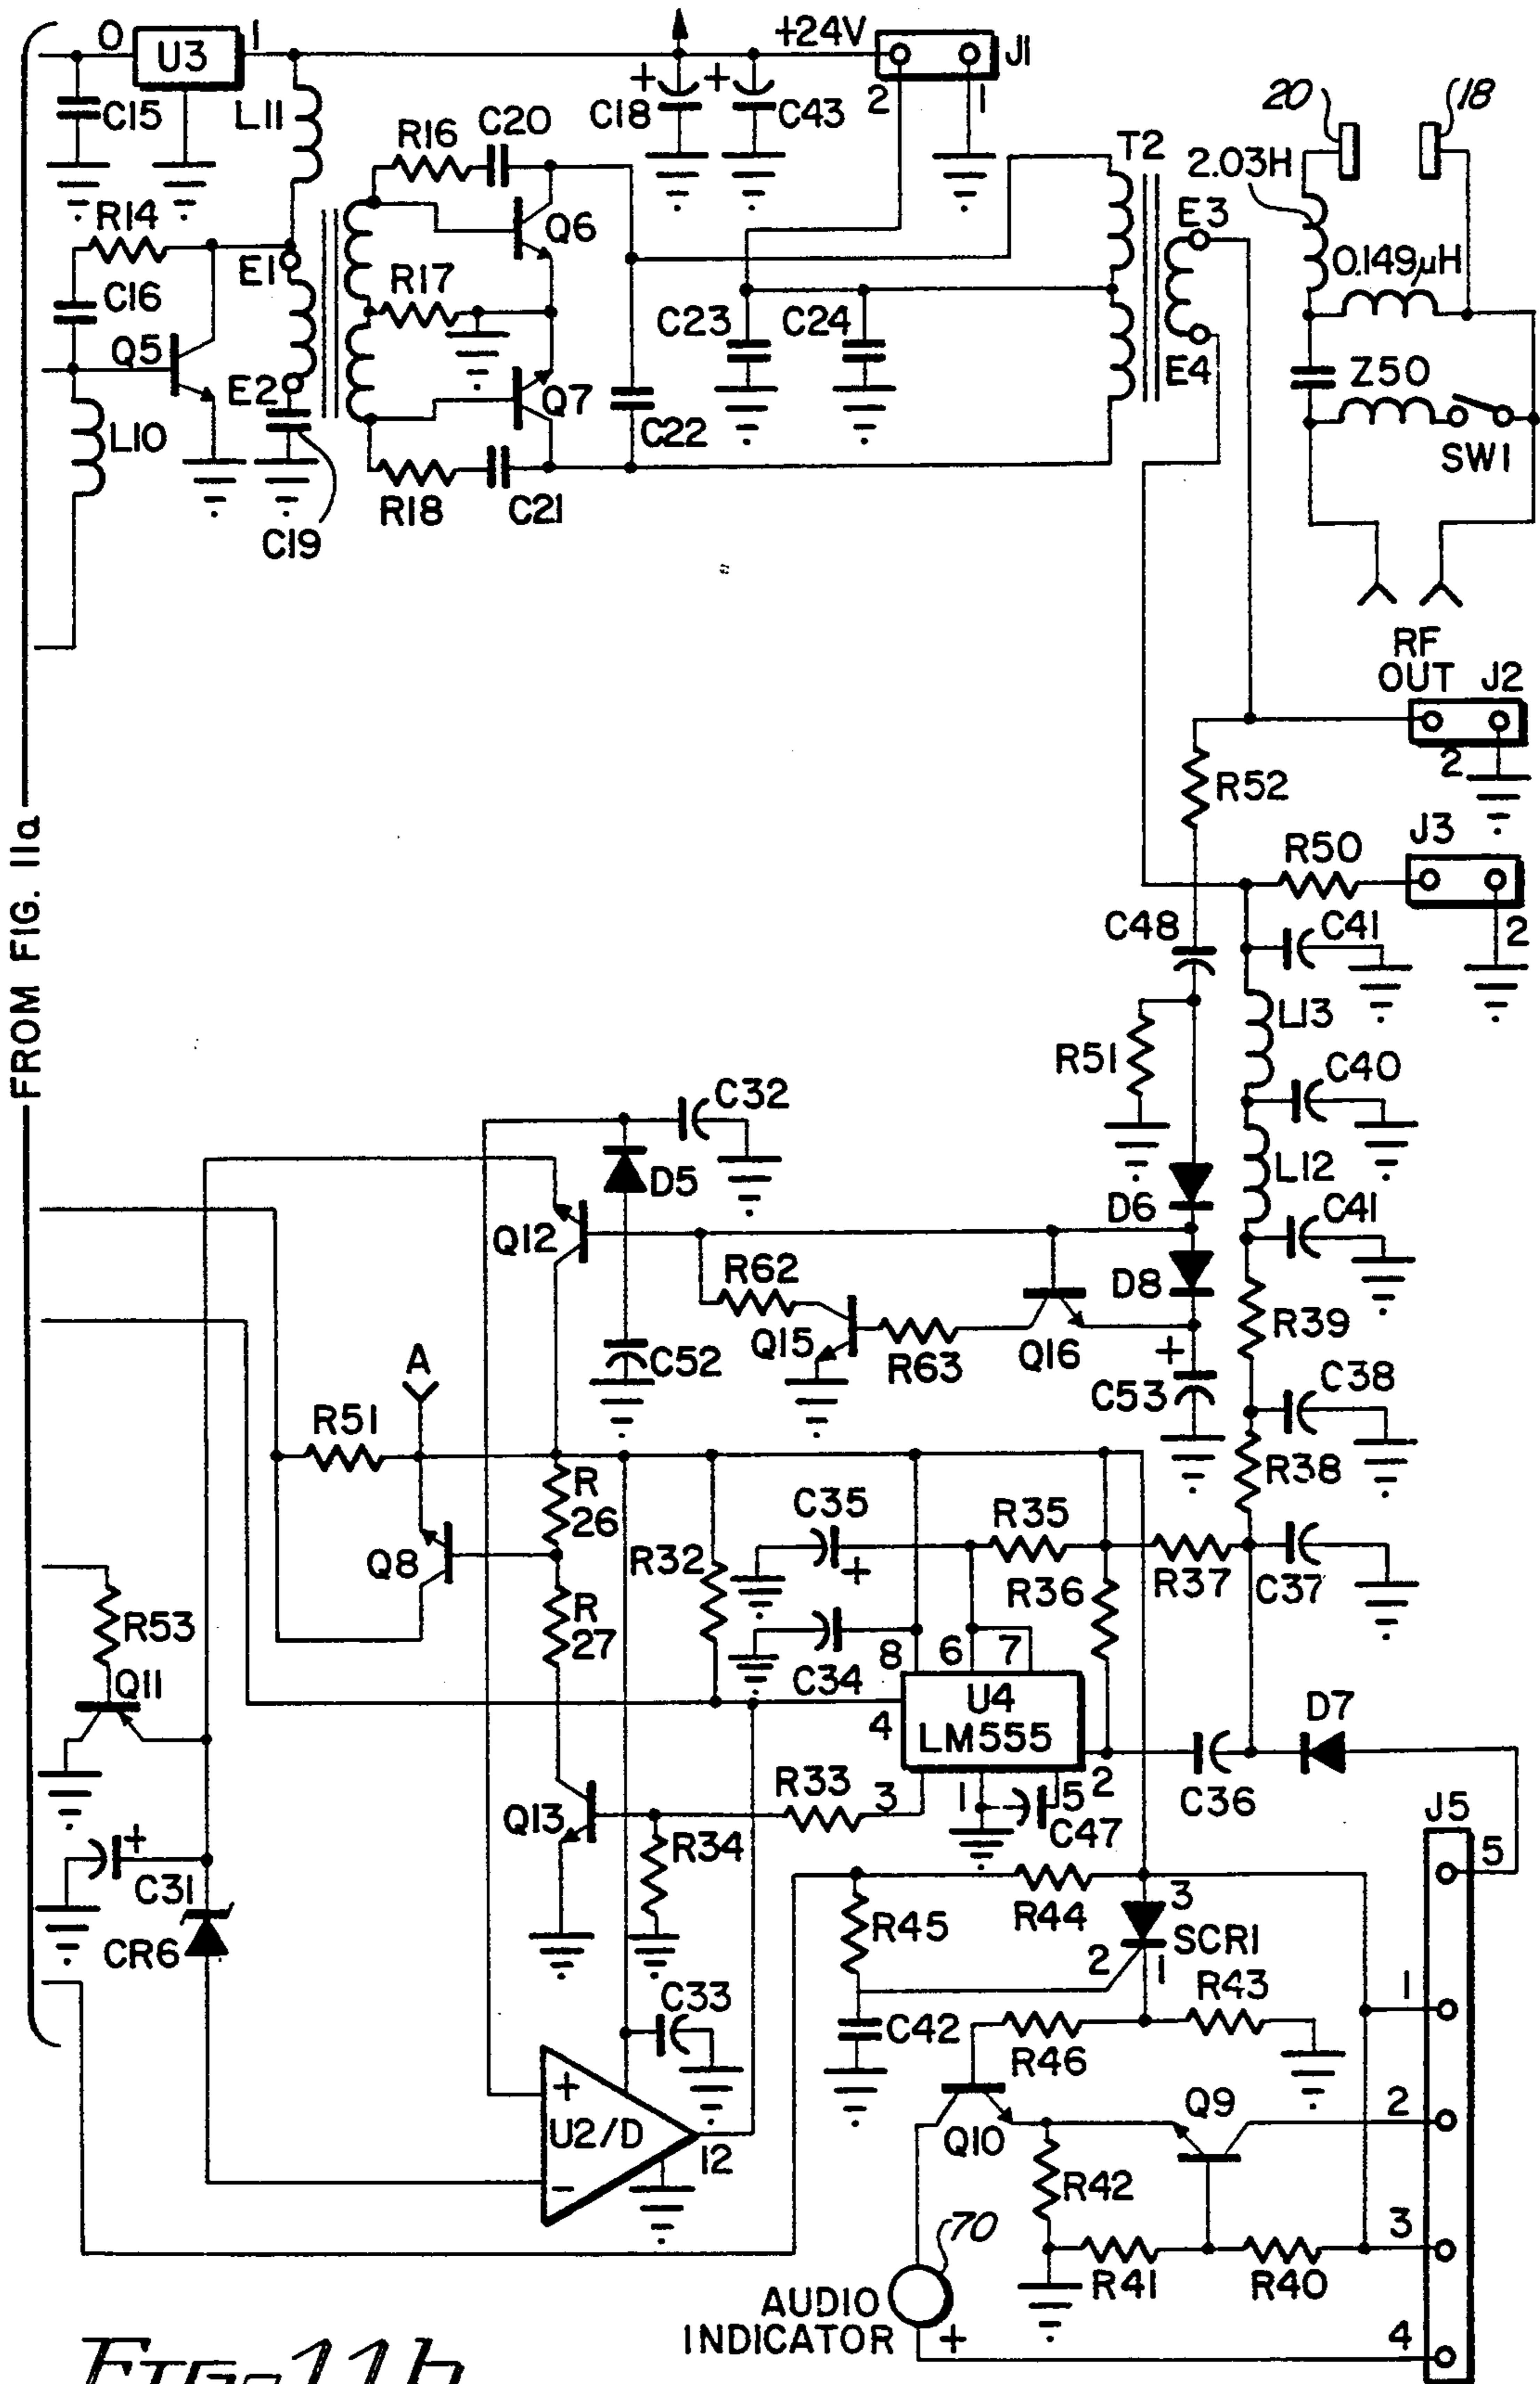 0
U3
1
+24V
J1
2
1
C15
L11
C18
+
+
C43
R16
C20
Q6
R14
E1
C16
R17
Q5
E2
L10
Q7
C19
R18
C21
C22
C23
C24
T2
E3
E4
20
18
2.03H
0.149µH
Z50
SW1
RF
OUT
J2
2
R52
J3
R50
2
FROM FIG. 11a
C48
C41
L13
R51
C40
C32
D5
L12
Q12
D6
C41
R62
D8
Q15
R63
Q16
R39
C52
+
C53
C38
A
R51
R38
R
26
C35
+
R35
Q8
R32
R36
R37
C37
R
27
C34
R53
Q11
8
6
7
U4
LM555
4
D7
2
C36
R33
3
1
5
C47
Q13
R34
J5
5
+
C31
CR6
R45
R44
3
SCR1
2
1
R43
1
C33
C42
R46
+
U2/D
12
-
Q10
Q9
2
R42
70
3
R41
R40
AUDIO
INDICATOR
+
4
FIG-11b